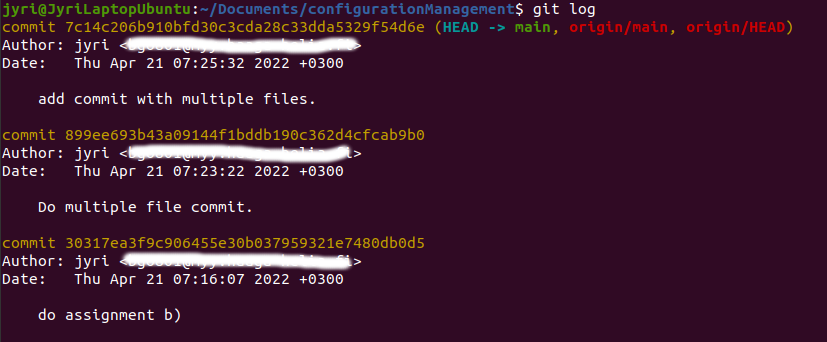 jyri@JyriLaptopUbuntu:~/Documents/configurationManagement$ git log
commit 7c14c206b910bfd30c3cda28c33dda5329f54d6e (HEAD -> main, origin/main, origin/HEAD)
Author: jyri <
Date:   Thu Apr 21 07:25:32 2022 +0300
add commit with multiple files.
commit 899ee693b43a09144f1bddb190c362d4cfcab9b0
Author: jyri <
Date:   Thu Apr 21 07:23:22 2022 +0300
Do multiple file commit.
commit 30317ea3f9c906455e30b037959321e7480db0d5
Author: jyri <
Date:   Thu Apr 21 07:16:07 2022 +0300
do assignment b)